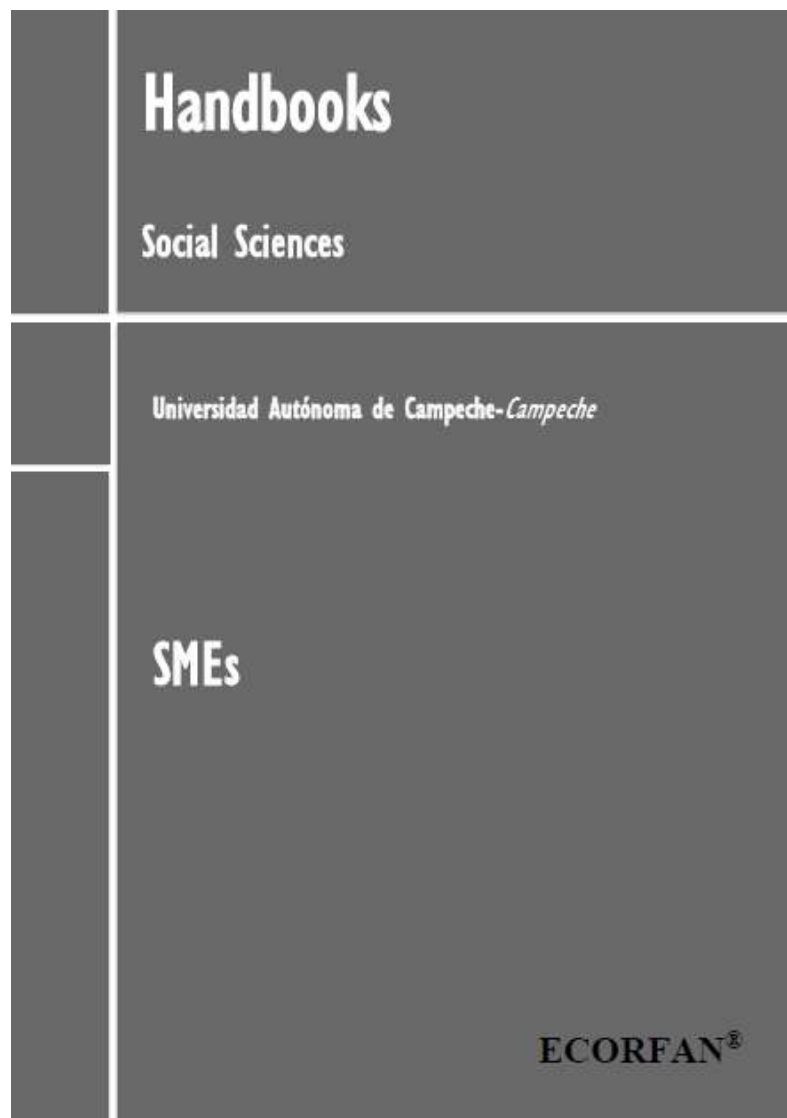 Handbooks
Social Sciences
Universidad Autónoma de Campeche-Campeche
SMEs
ECORFAN®